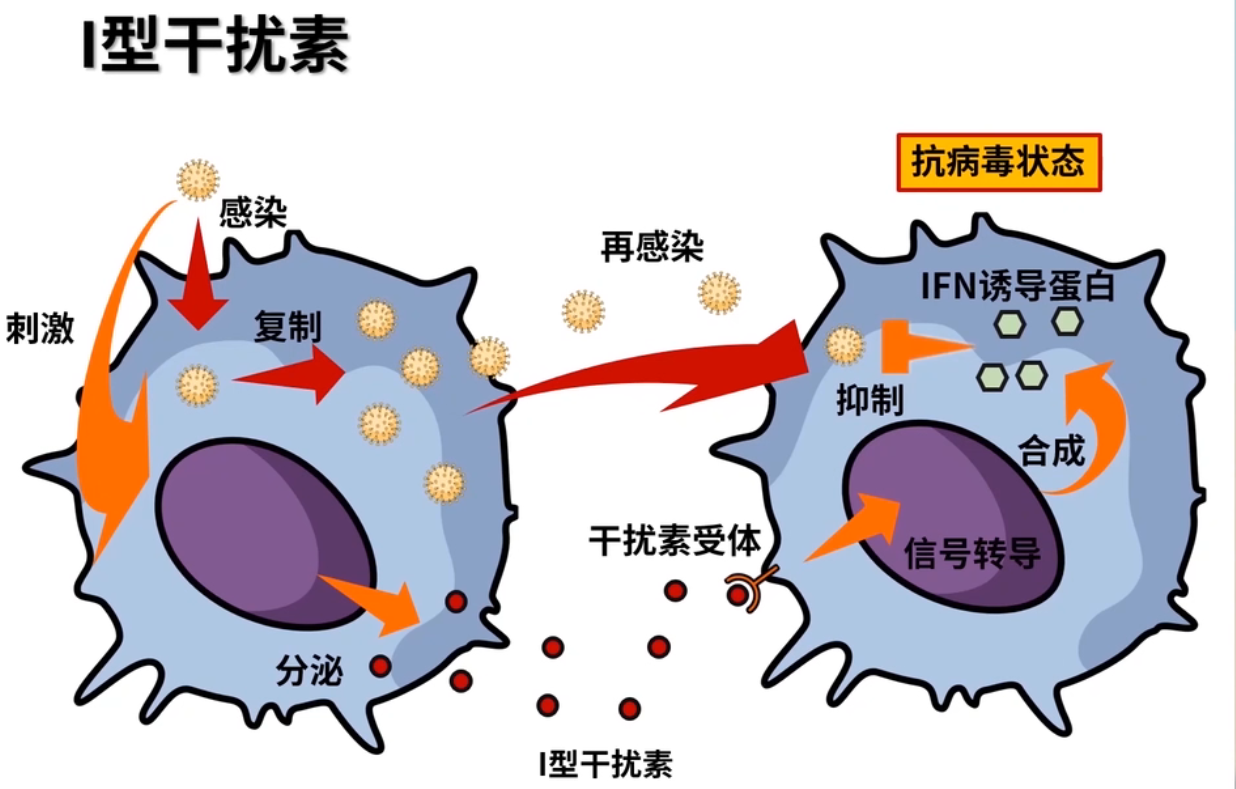 I型干扰素
抗病毒状态
感染
再感染
IFN诱导蛋白
刺激
复制
抑制
合成
干扰素受体
信号转导
分泌
I型干扰素